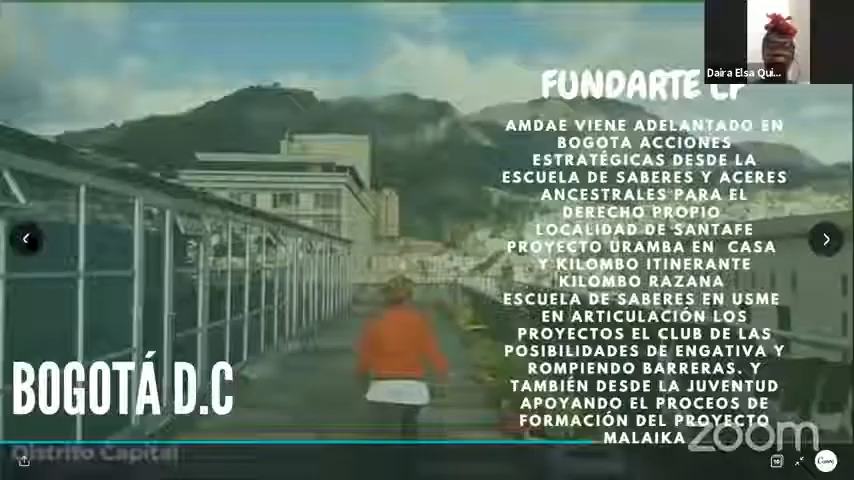 FUNDARTE CP
Daira Elsa Qui...
AMDAE VIENE ADELANTADO EN
BOGOTA ACCIONES
ESTRATÉGICAS DESDE LA
ESCUELA DE SABERES Y ACERES
ANCESTRALES PARA EL
DERECHO PROPIO
LOCALIDAD DE SANTAFE
PROYECTO URAMBA EN CASA
Y KILOMBO ITINERANTE
KILOMBO RAZANA
ESCUELA DE SABERES EN USME
EN ARTICULACIÓN LOS
PROYECTOS EL CLUB DE LAS
POSIBILIDADES DE ENGATIVA Y
ROMPIENDO BARRERAS. Y
TAMBIÉN DESDE LA JUVENTUD
APOYANDO EL PROCEOS DE
FORMACIÓN DEL PROYECTO
MALAIKA
BOGOTÁ D.C
Distrito Capital
zoom
Canva